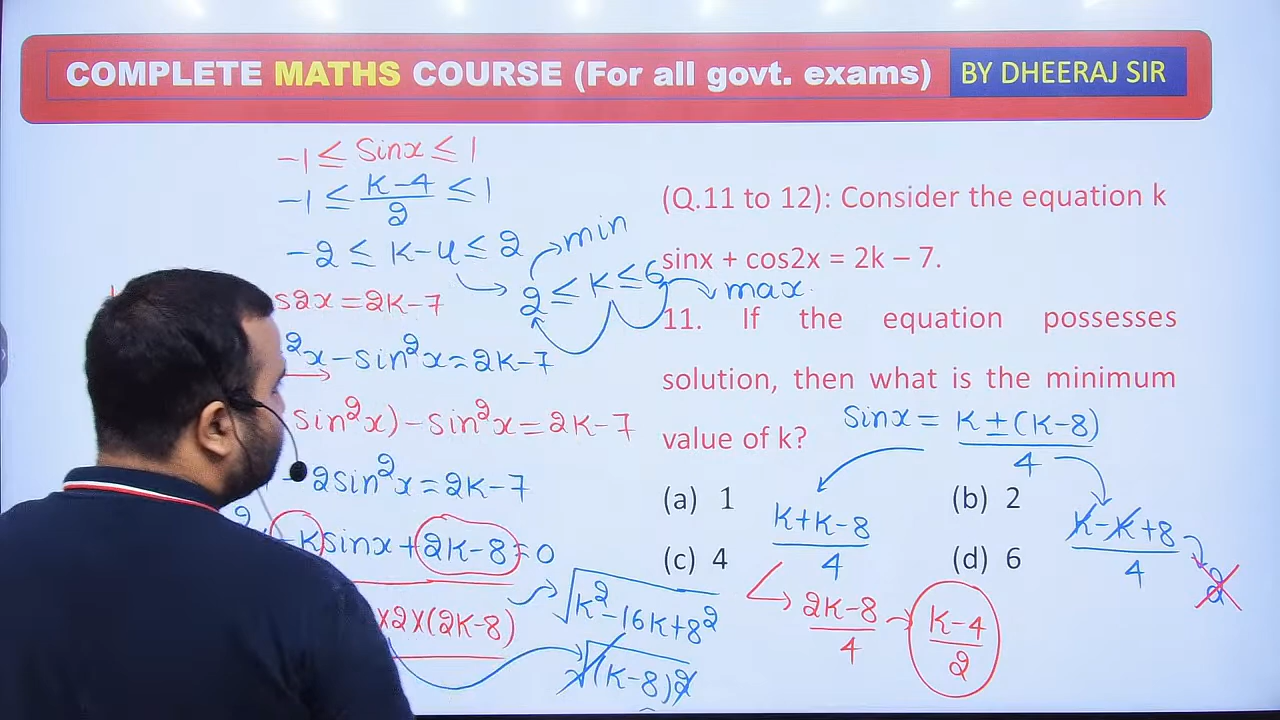 COMPLETE MATHS COURSE (For all govt. exams) BY DHEERAJ SIR
-1 ≤ Sinx ≤ 1
-1 ≤ (K-4)/2 ≤ 1
-2 ≤ K-4 ≤ 2
min
2 ≤ K ≤ 6
max
s2x = 2K-7
²x - sin²x = 2K-7
sin²x) - sin²x = 2K-7
- 2sin²x = 2K-7
-Ksinx + 2K-8 = 0
×2×(2K-8)
√(K²-16K+8²)
√(K-8)²
(Q.11 to 12): Consider the equation k
sinx + cos2x = 2k – 7.
11. If the equation possesses
solution, then what is the minimum
value of k?
Sinx = (K±(K-8))/4
(a) 1
(b) 2
(c) 4
(d) 6
(K+K-8)/4
(K-K+8)/4
2
(2K-8)/4
(K-4)/2